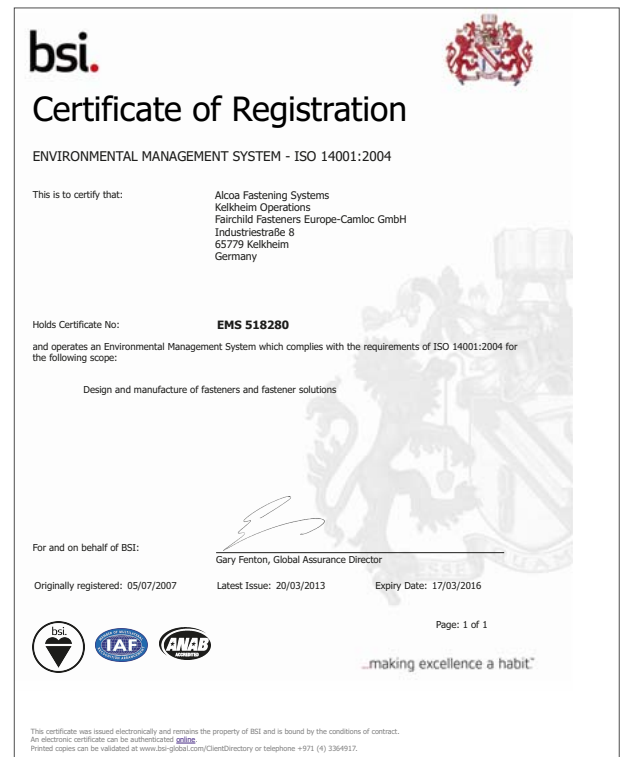 bsi.
Certificate of Registration
ENVIRONMENTAL MANAGEMENT SYSTEM - ISO 14001:2004
This is to certify that:
Alcoa Fastening Systems
Kelkheim Operations
Fairchild Fasteners Europe-Camloc GmbH
Industriestraße 8
65779 Kelkheim
Germany
Holds Certificate No:
EMS 518280
and operates an Environmental Management System which complies with the requirements of ISO 14001:2004 for
the following scope:
Design and manufacture of fasteners and fastener solutions
For and on behalf of BSI:
Gary Fenton, Global Assurance Director
Originally registered: 05/07/2007
Latest Issue: 20/03/2013
Expiry Date: 17/03/2016
Page: 1 of 1
bsi.
IAF
ANAB
ACCREDITED
...making excellence a habit.™
This certificate was issued electronically and remains the property of BSI and is bound by the conditions of contract.
An electronic certificate can be authenticated online.
Printed copies can be validated at www.bsi-global.com/ClientDirectory or telephone +971 (4) 3364917.